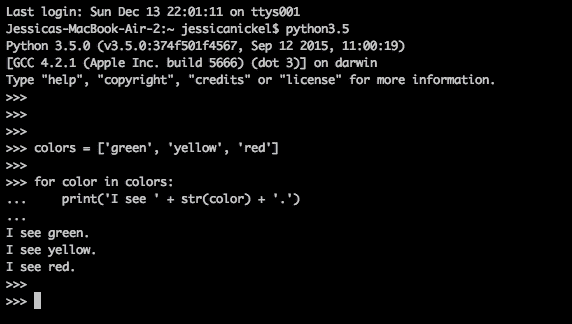 Last login: Sun Dec 13 22:01:11 on ttys001
Jessicas-MacBook-Air-2:~ jessicanickel$ python3.5
Python 3.5.0 (v3.5.0:374f501f4567, Sep 12 2015, 11:00:19)
[GCC 4.2.1 (Apple Inc. build 5666) (dot 3)] on darwin
Type "help", "copyright", "credits" or "license" for more information.
>>>
>>>
>>>
>>> colors = ['green', 'yellow', 'red']
>>>
>>> for color in colors:
...     print('I see ' + str(color) + '.')
...
I see green.
I see yellow.
I see red.
>>>
>>>